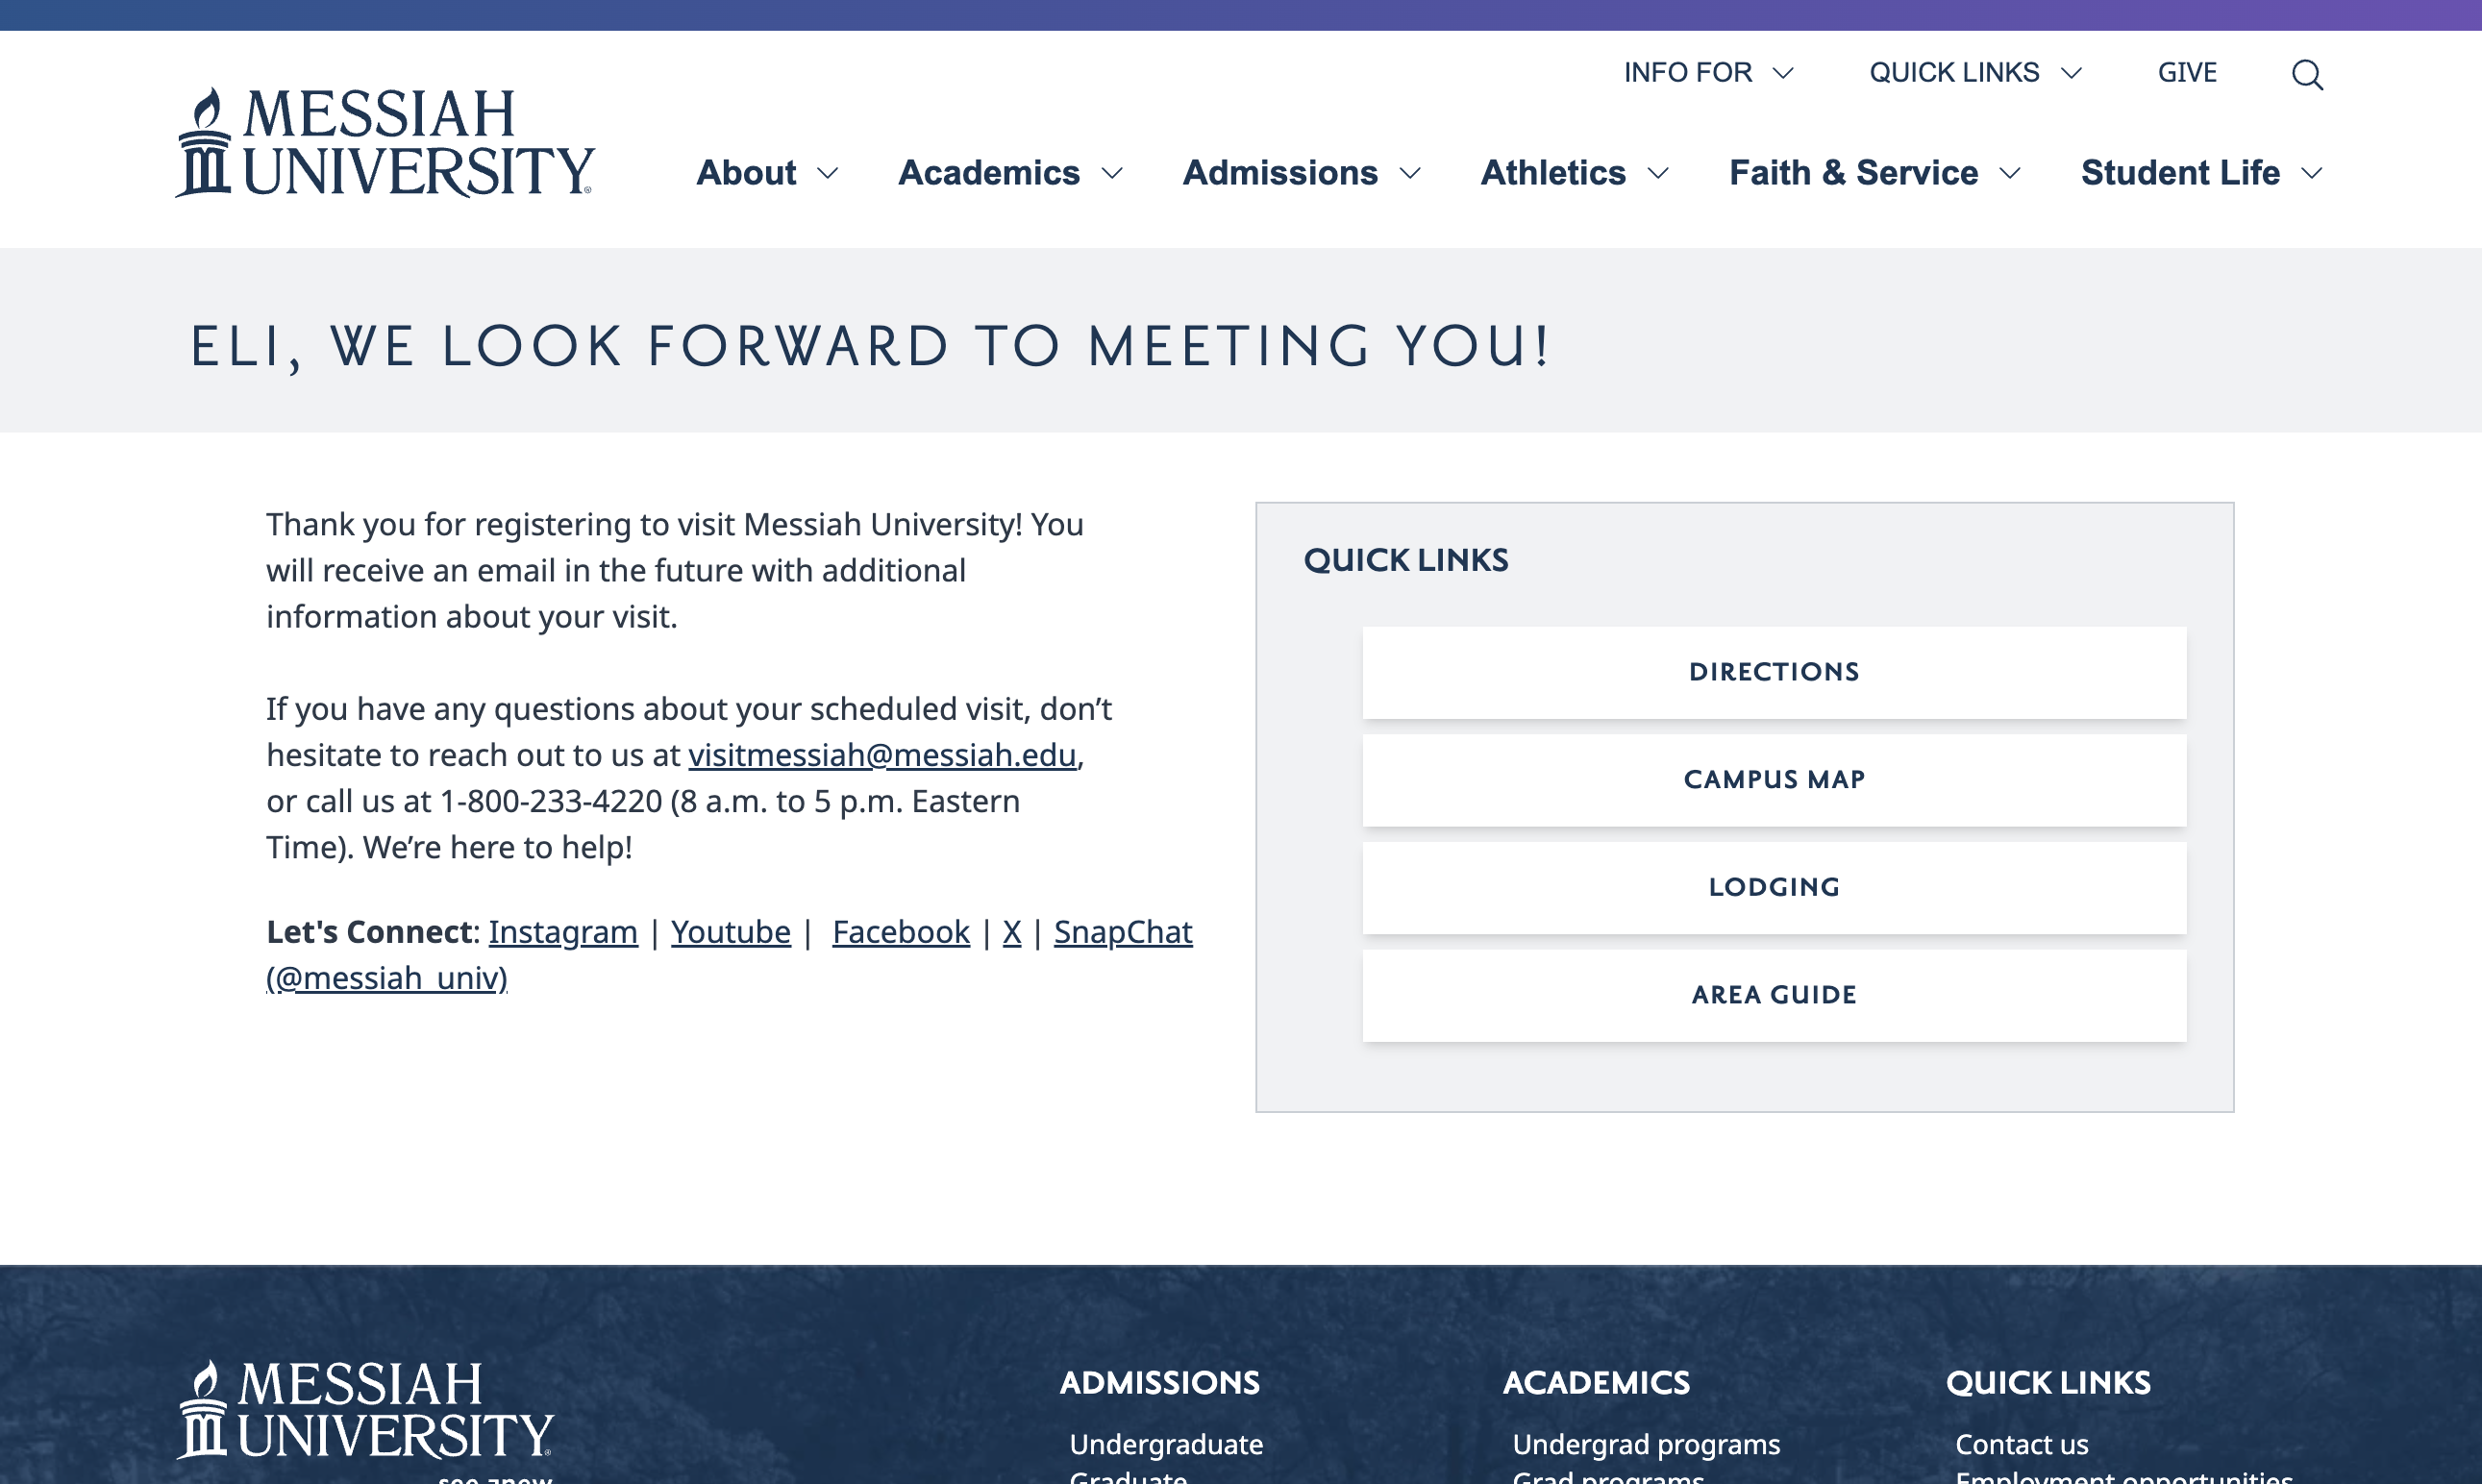 INFO FOR QUICK LINKS GIVE
MESSIAH
UNIVERSITY
About Academics Admissions Athletics Faith & Service Student Life
ELI, WE LOOK FORWARD TO MEETING YOU!
Thank you for registering to visit Messiah University! You
will receive an email in the future with additional
information about your visit.
If you have any questions about your scheduled visit, don’t
hesitate to reach out to us at visitmessiah@messiah.edu,
or call us at 1-800-233-4220 (8 a.m. to 5 p.m. Eastern
Time). We’re here to help!
Let's Connect: Instagram | Youtube | Facebook | X | SnapChat
(@messiah_univ)
QUICK LINKS
DIRECTIONS
CAMPUS MAP
LODGING
AREA GUIDE
MESSIAH
UNIVERSITY
see anew
ADMISSIONS
Undergraduate
Graduate
ACADEMICS
Undergrad programs
Grad programs
QUICK LINKS
Contact us
Employment opportunities